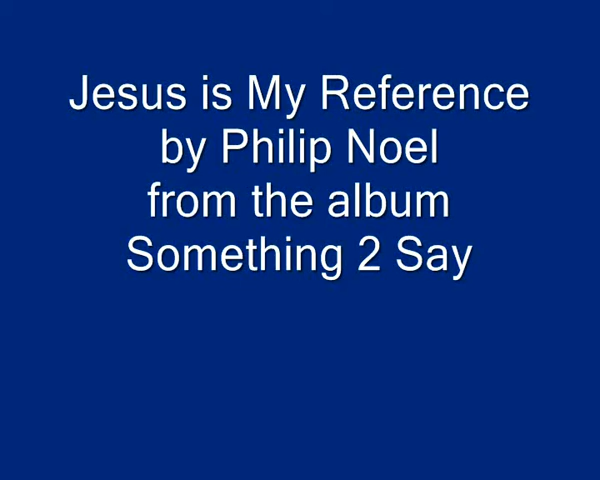 Jesus is My Reference
by Philip Noel
from the album
Something 2 Say